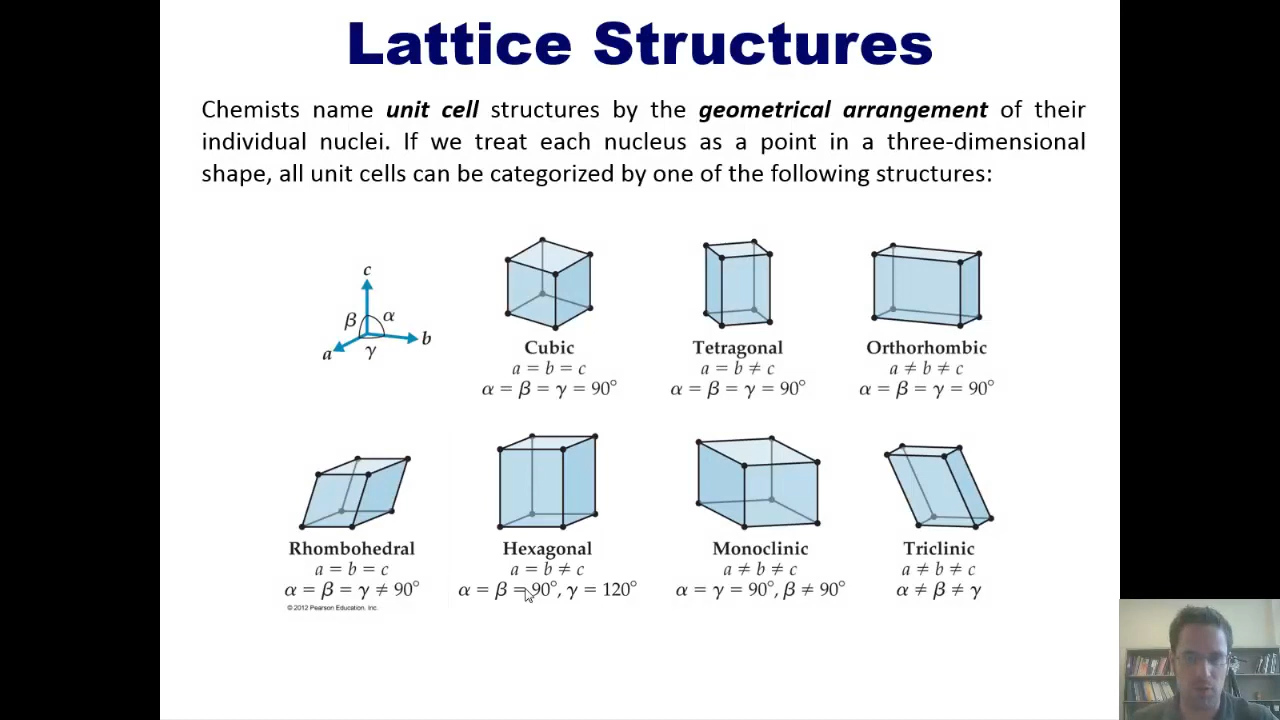 Lattice Structures
Chemists name unit cell structures by the geometrical arrangement of their
individual nuclei. If we treat each nucleus as a point in a three-dimensional
shape, all unit cells can be categorized by one of the following structures:
c
β α
a b
γ
Cubic
a = b = c
α = β = γ = 90°
Tetragonal
a = b ≠ c
α = β = γ = 90°
Orthorhombic
a ≠ b ≠ c
α = β = γ = 90°
Rhombohedral
a = b = c
α = β = γ ≠ 90°
© 2012 Pearson Education, Inc.
Hexagonal
a = b ≠ c
α = β = 90°, γ = 120°
Monoclinic
a ≠ b ≠ c
α = γ = 90°, β ≠ 90°
Triclinic
a ≠ b ≠ c
α ≠ β ≠ γ